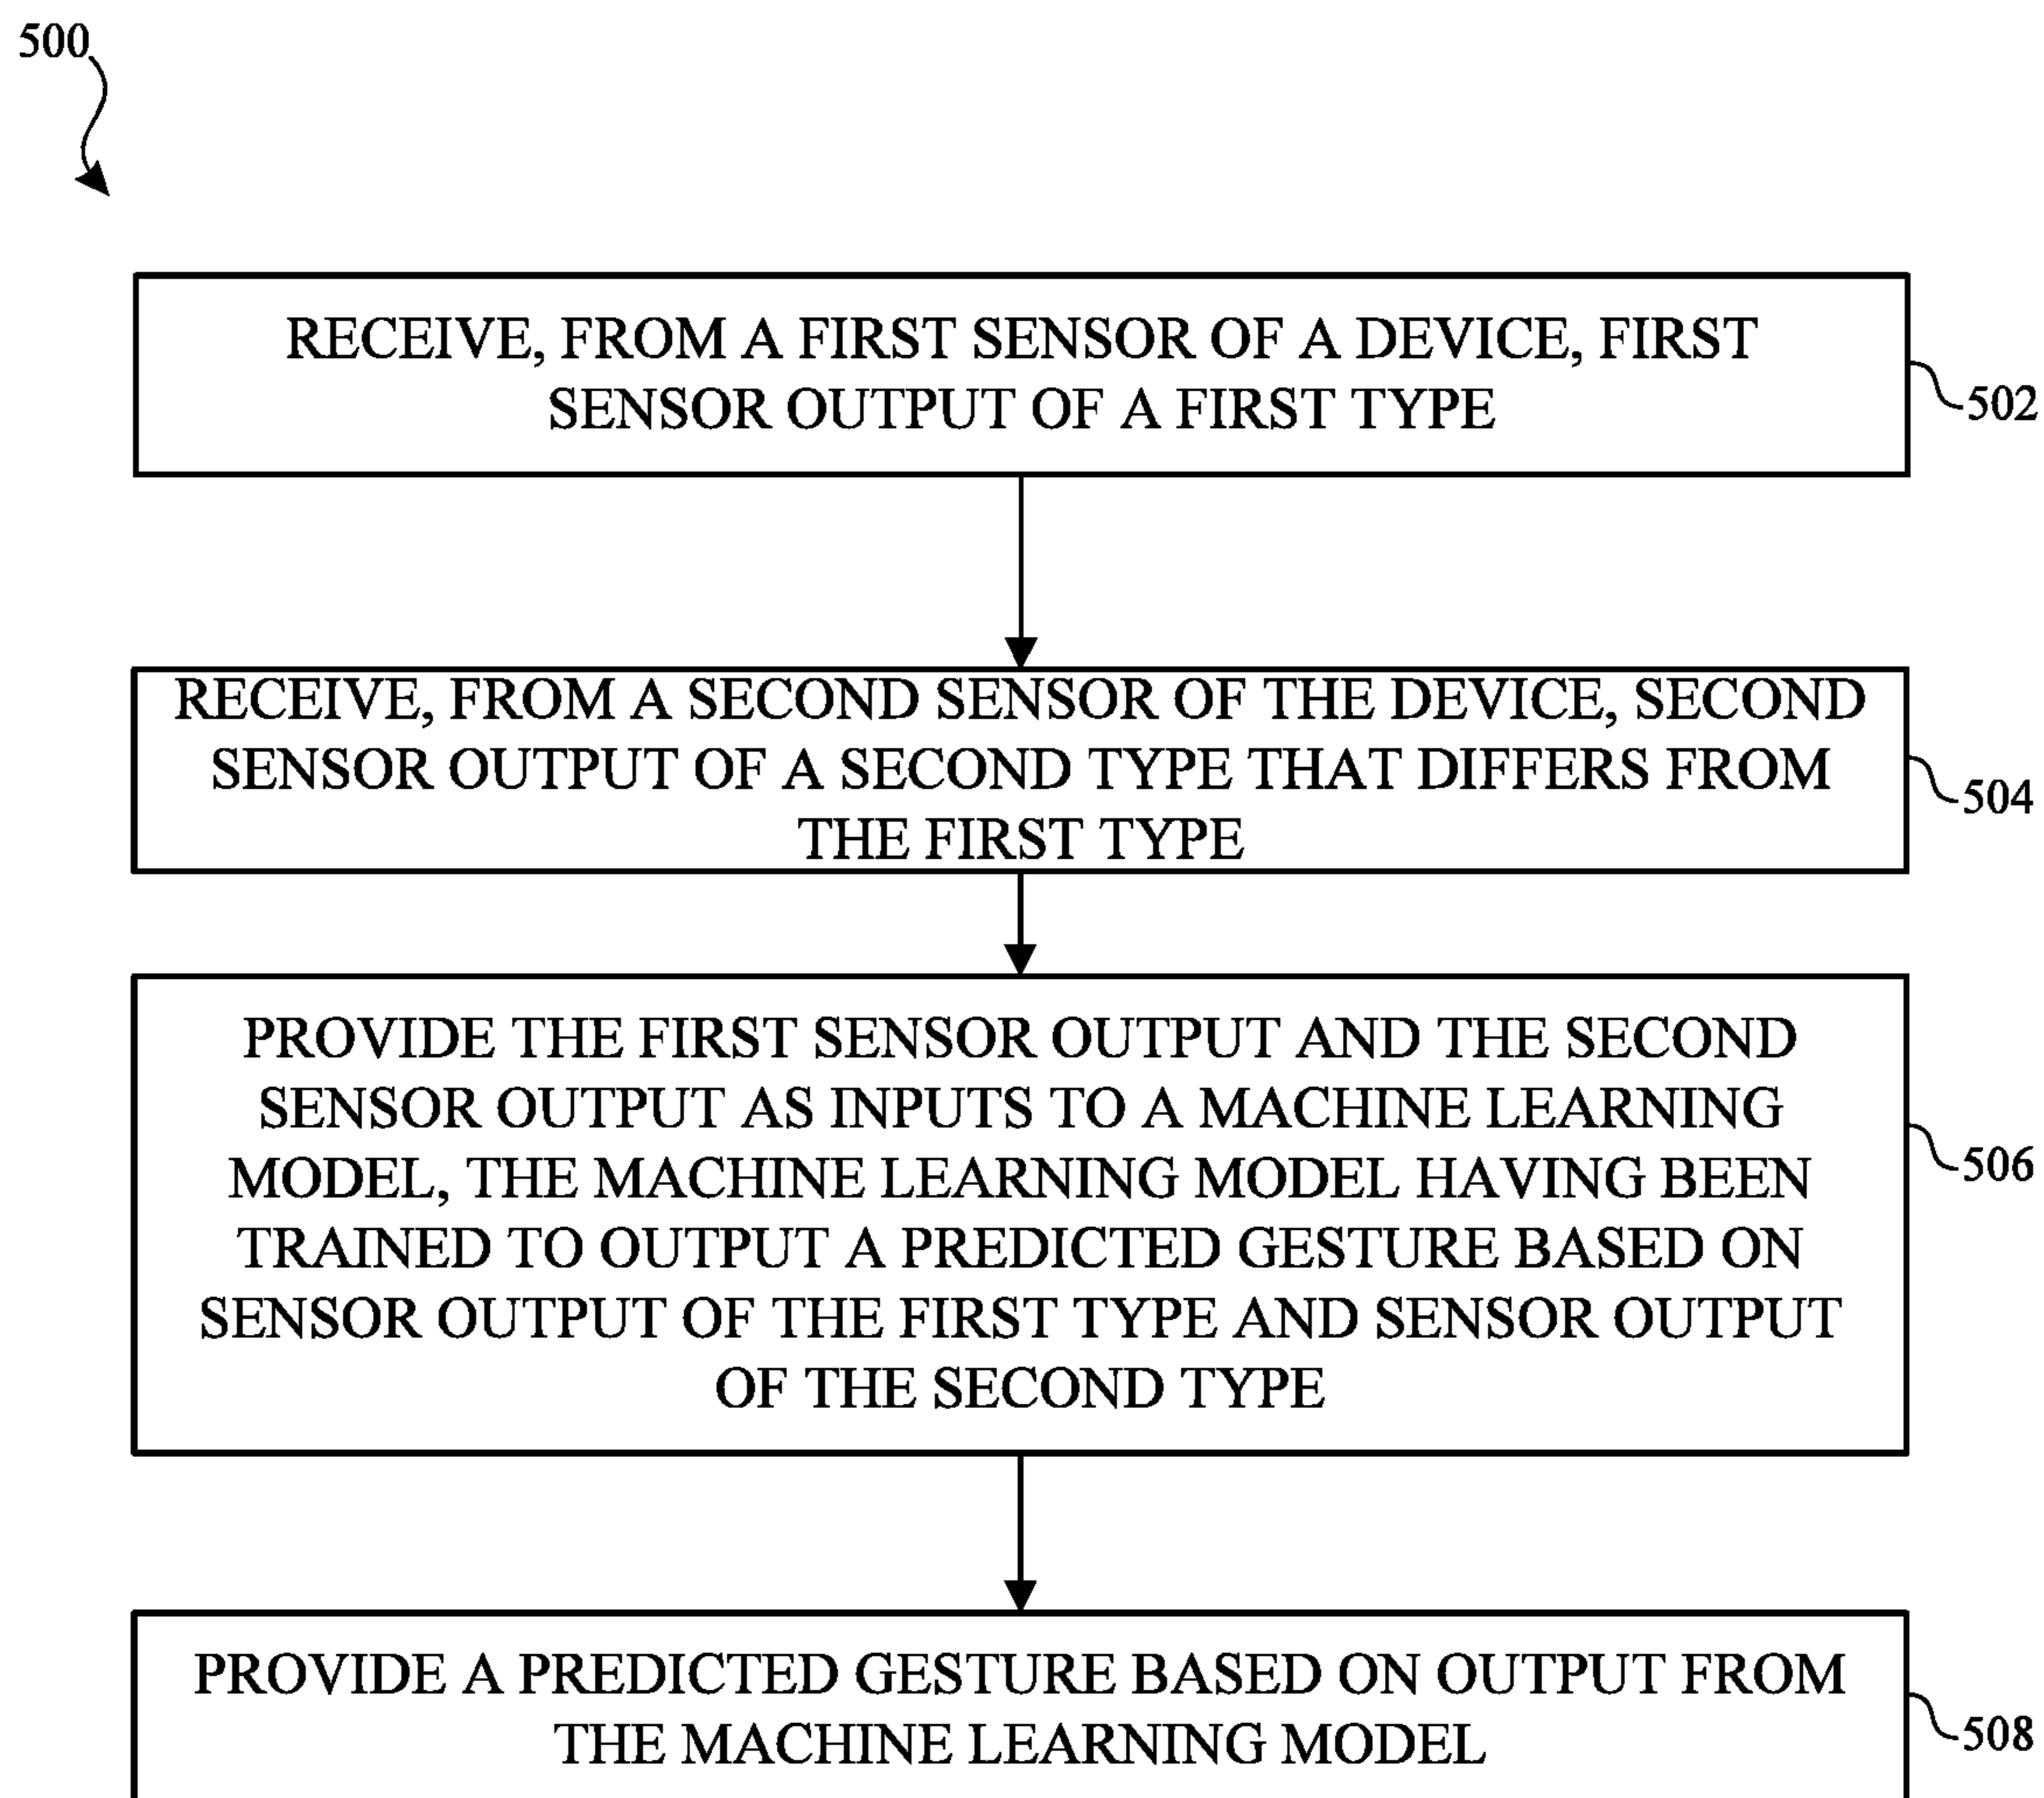 500
RECEIVE, FROM A FIRST SENSOR OF A DEVICE, FIRST
SENSOR OUTPUT OF A FIRST TYPE
502
RECEIVE, FROM A SECOND SENSOR OF THE DEVICE, SECOND
SENSOR OUTPUT OF A SECOND TYPE THAT DIFFERS FROM
THE FIRST TYPE
504
PROVIDE THE FIRST SENSOR OUTPUT AND THE SECOND
SENSOR OUTPUT AS INPUTS TO A MACHINE LEARNING
MODEL, THE MACHINE LEARNING MODEL HAVING BEEN
TRAINED TO OUTPUT A PREDICTED GESTURE BASED ON
SENSOR OUTPUT OF THE FIRST TYPE AND SENSOR OUTPUT
OF THE SECOND TYPE
506
PROVIDE A PREDICTED GESTURE BASED ON OUTPUT FROM
THE MACHINE LEARNING MODEL
508